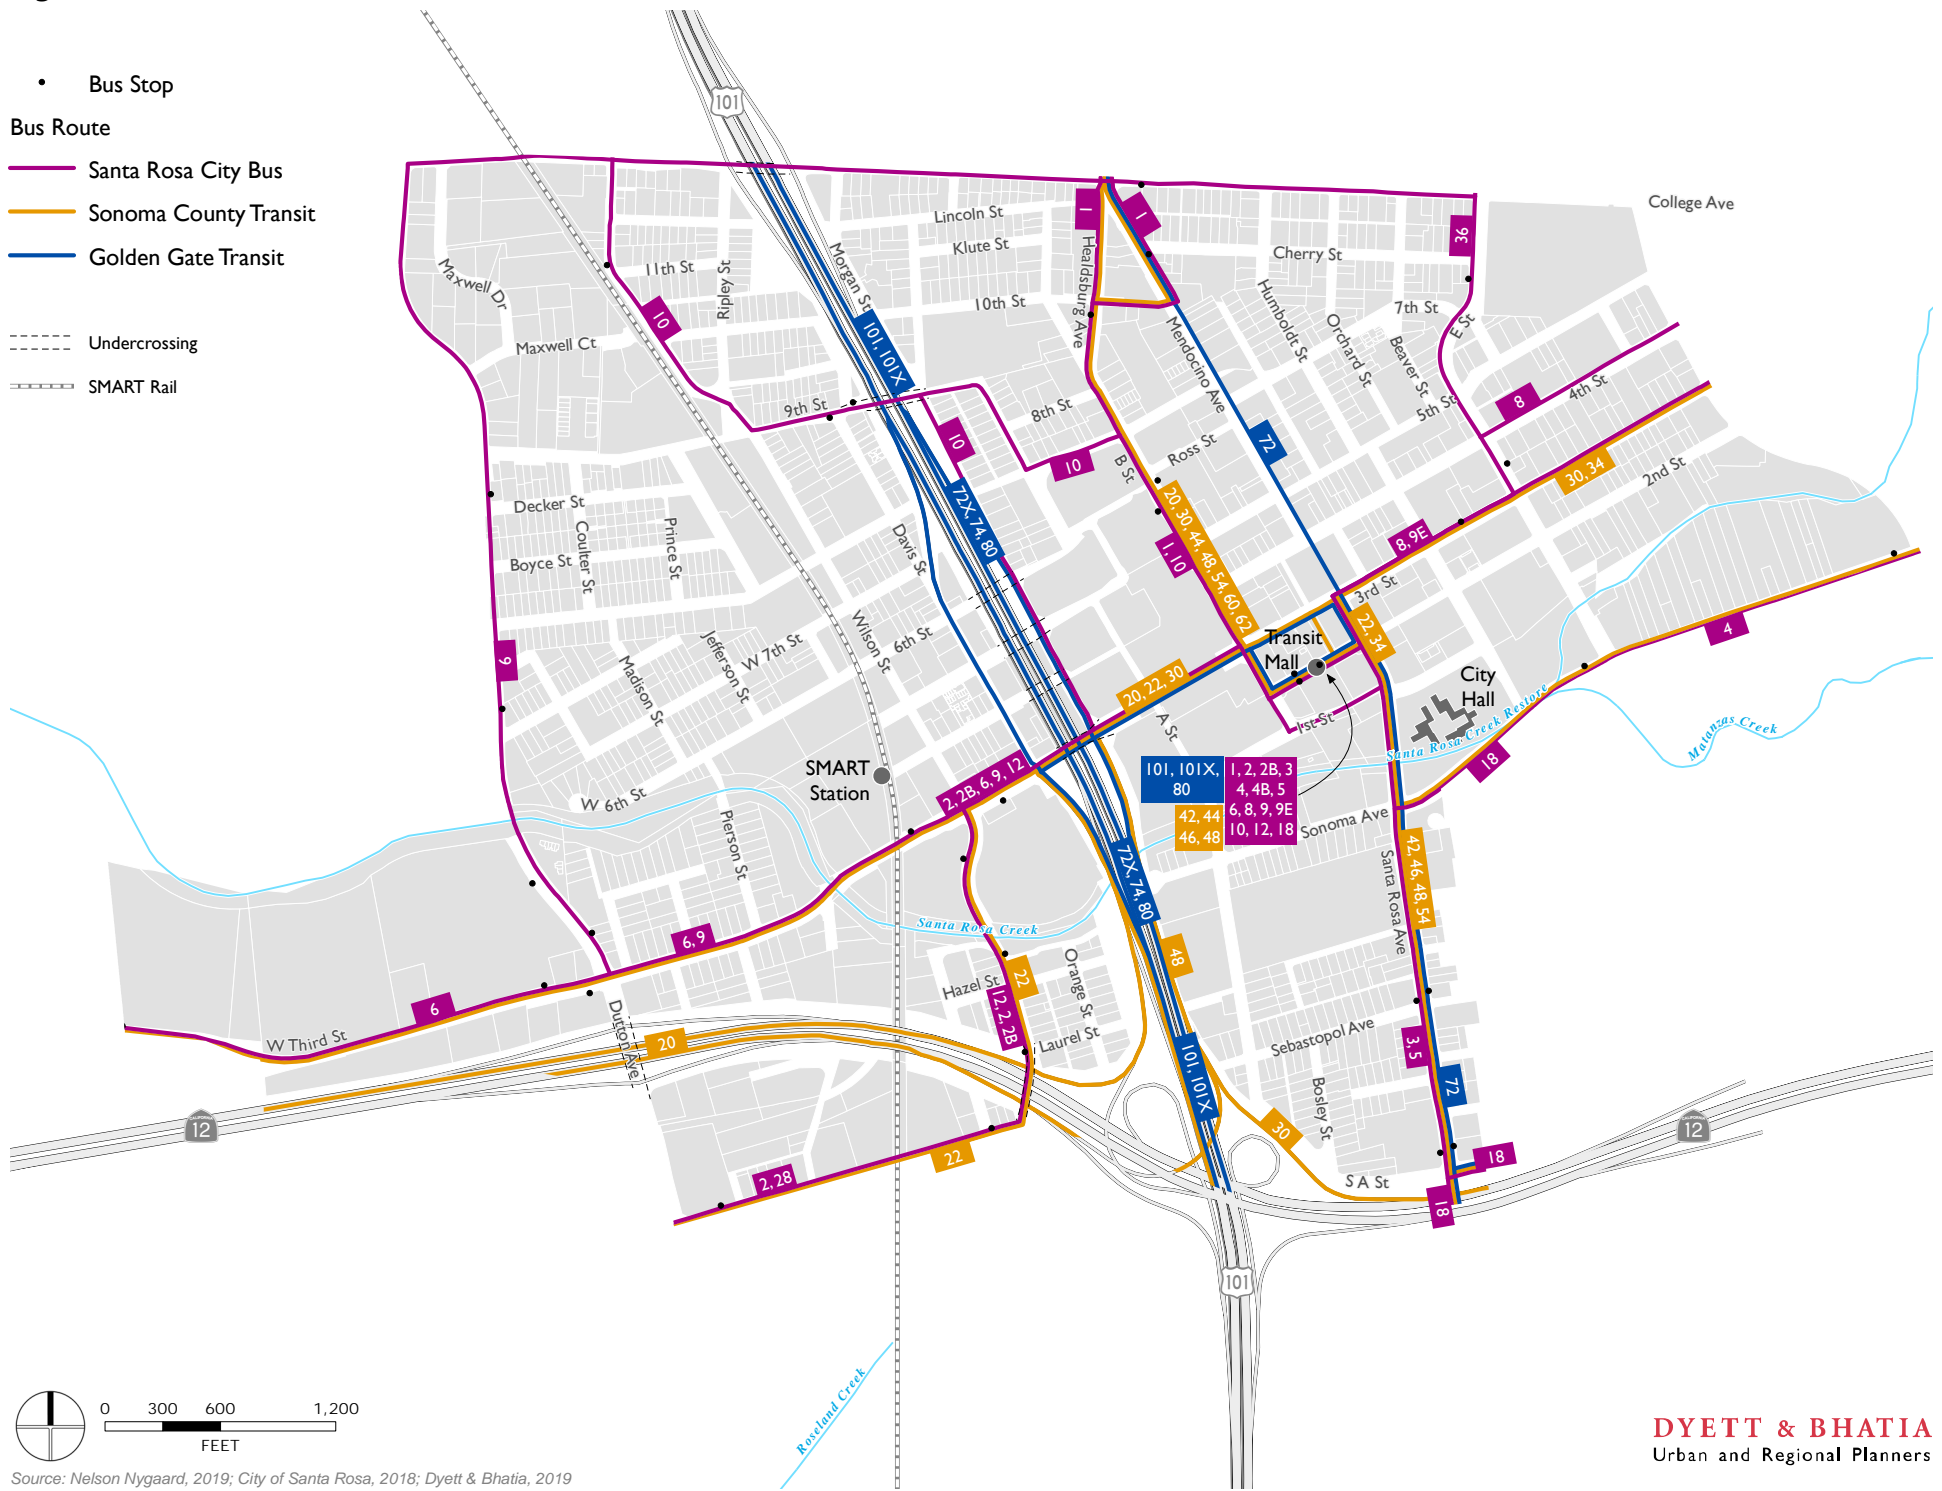 Bus Stop
Bus Route
Santa Rosa City Bus
Sonoma County Transit
Golden Gate Transit
Undercrossing
SMART Rail
101
College Ave
Lincoln St
Klute St
Cherry St
11th St
10th St
7th St
Maxwell Dr
Ripley St
Morgan St
Healdsburg Ave
Humboldt St
Orchard St
Beaver St
E St
Maxwell Ct
Mendocino Ave
9th St
8th St
5th St
4th St
Ross St
B St
2nd St
Decker St
Coulter St
Prince St
Boyce St
Davis St
3rd St
Wilson St
6th St
W 7th St
Jefferson St
Madison St
Transit
Mall
City
Hall
A St
1st St
SMART
Station
W 6th St
Pierson St
Santa Rosa Creek Restore
Matanzas Creek
Sonoma Ave
Santa Rosa Ave
Santa Rosa Creek
Hazel St
Orange St
Laurel St
Sebastopol Ave
Bosley St
S A St
W Third St
Dutton Ave
Roseland Creek
1
1
36
10
101, 101X
8
10
10
72
72X, 74, 80
20, 30, 44, 48, 54, 60, 62
1, 10
30, 34
8, 9E
22, 34
4
9
20, 22, 30
18
2, 2B, 6, 9, 12
101, 101X,
80
1, 2, 2B, 3
4, 4B, 5
6, 8, 9, 9E
10, 12, 18
42, 44
46, 48
72X, 74, 80
42, 46, 48, 54
6, 9
48
22
12, 2, 2B
6
20
3, 5
101, 101X
72
30
18
18
22
2, 28
CALIFORNIA
12
CALIFORNIA
12
101
0 300 600 1,200
FEET
Source: Nelson Nygaard, 2019; City of Santa Rosa, 2018; Dyett & Bhatia, 2019
DYETT & BHATIA
Urban and Regional Planners